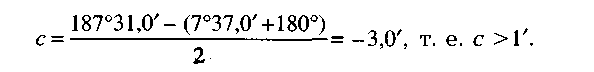 c = 187°31,0′ − (7°37,0′ +180°) / 2 = −3,0′, т. е. c >1′.